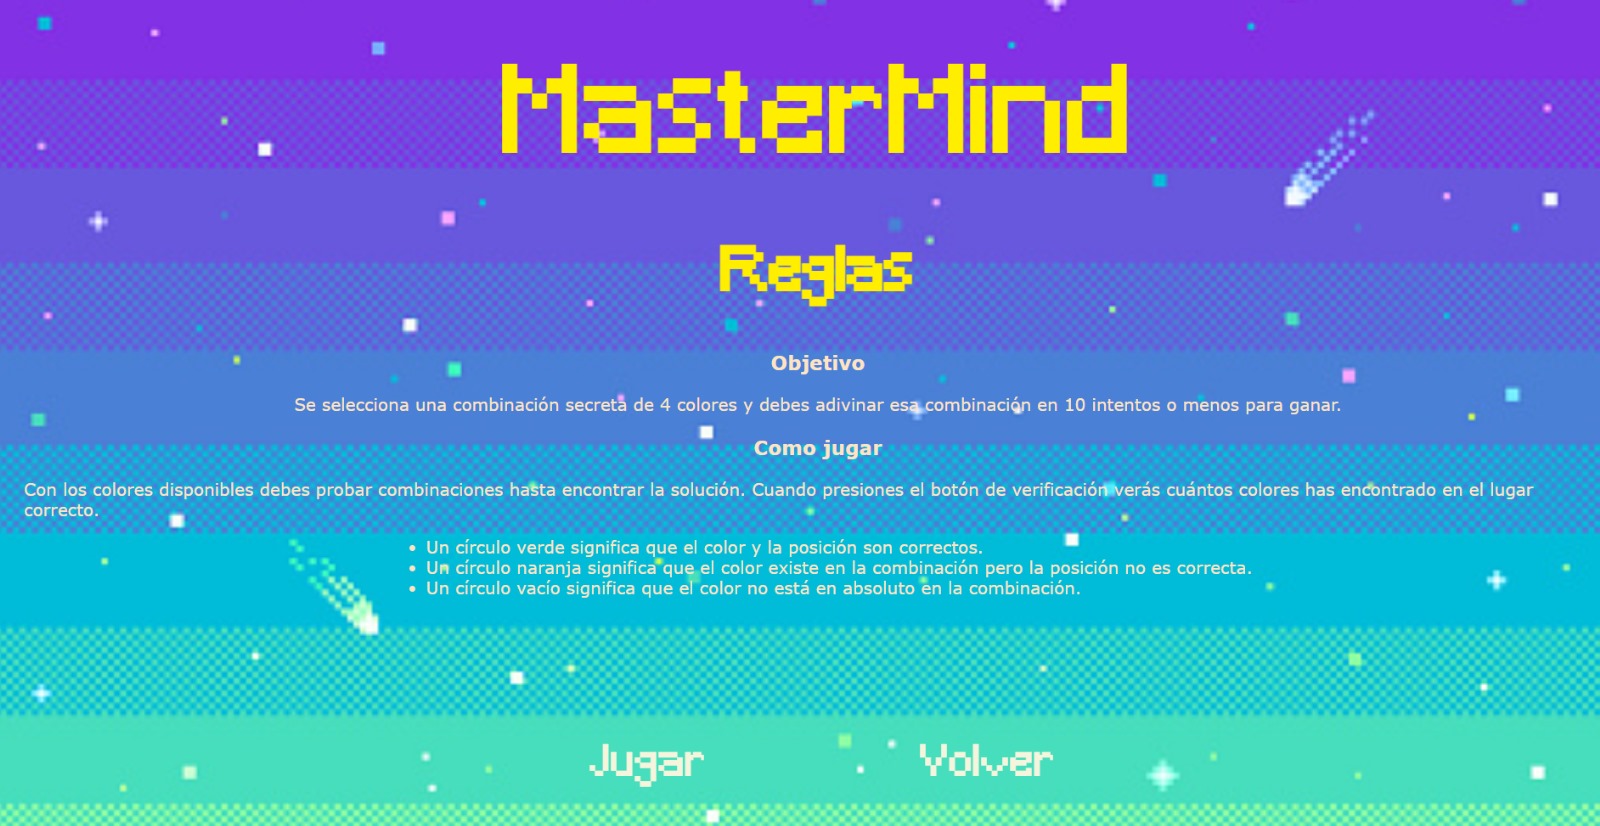 MasterMind
Reglas
Objetivo
Se selecciona una combinación secreta de 4 colores y debes adivinar esa combinación en 10 intentos o menos para ganar.
Como jugar
Con los colores disponibles debes probar combinaciones hasta encontrar la solución. Cuando presiones el botón de verificación verás cuántos colores has encontrado en el lugar
correcto.
• Un círculo verde significa que el color y la posición son correctos.
• Un círculo naranja significa que el color existe en la combinación pero la posición no es correcta.
• Un círculo vacío significa que el color no está en absoluto en la combinación.
Jugar Volver